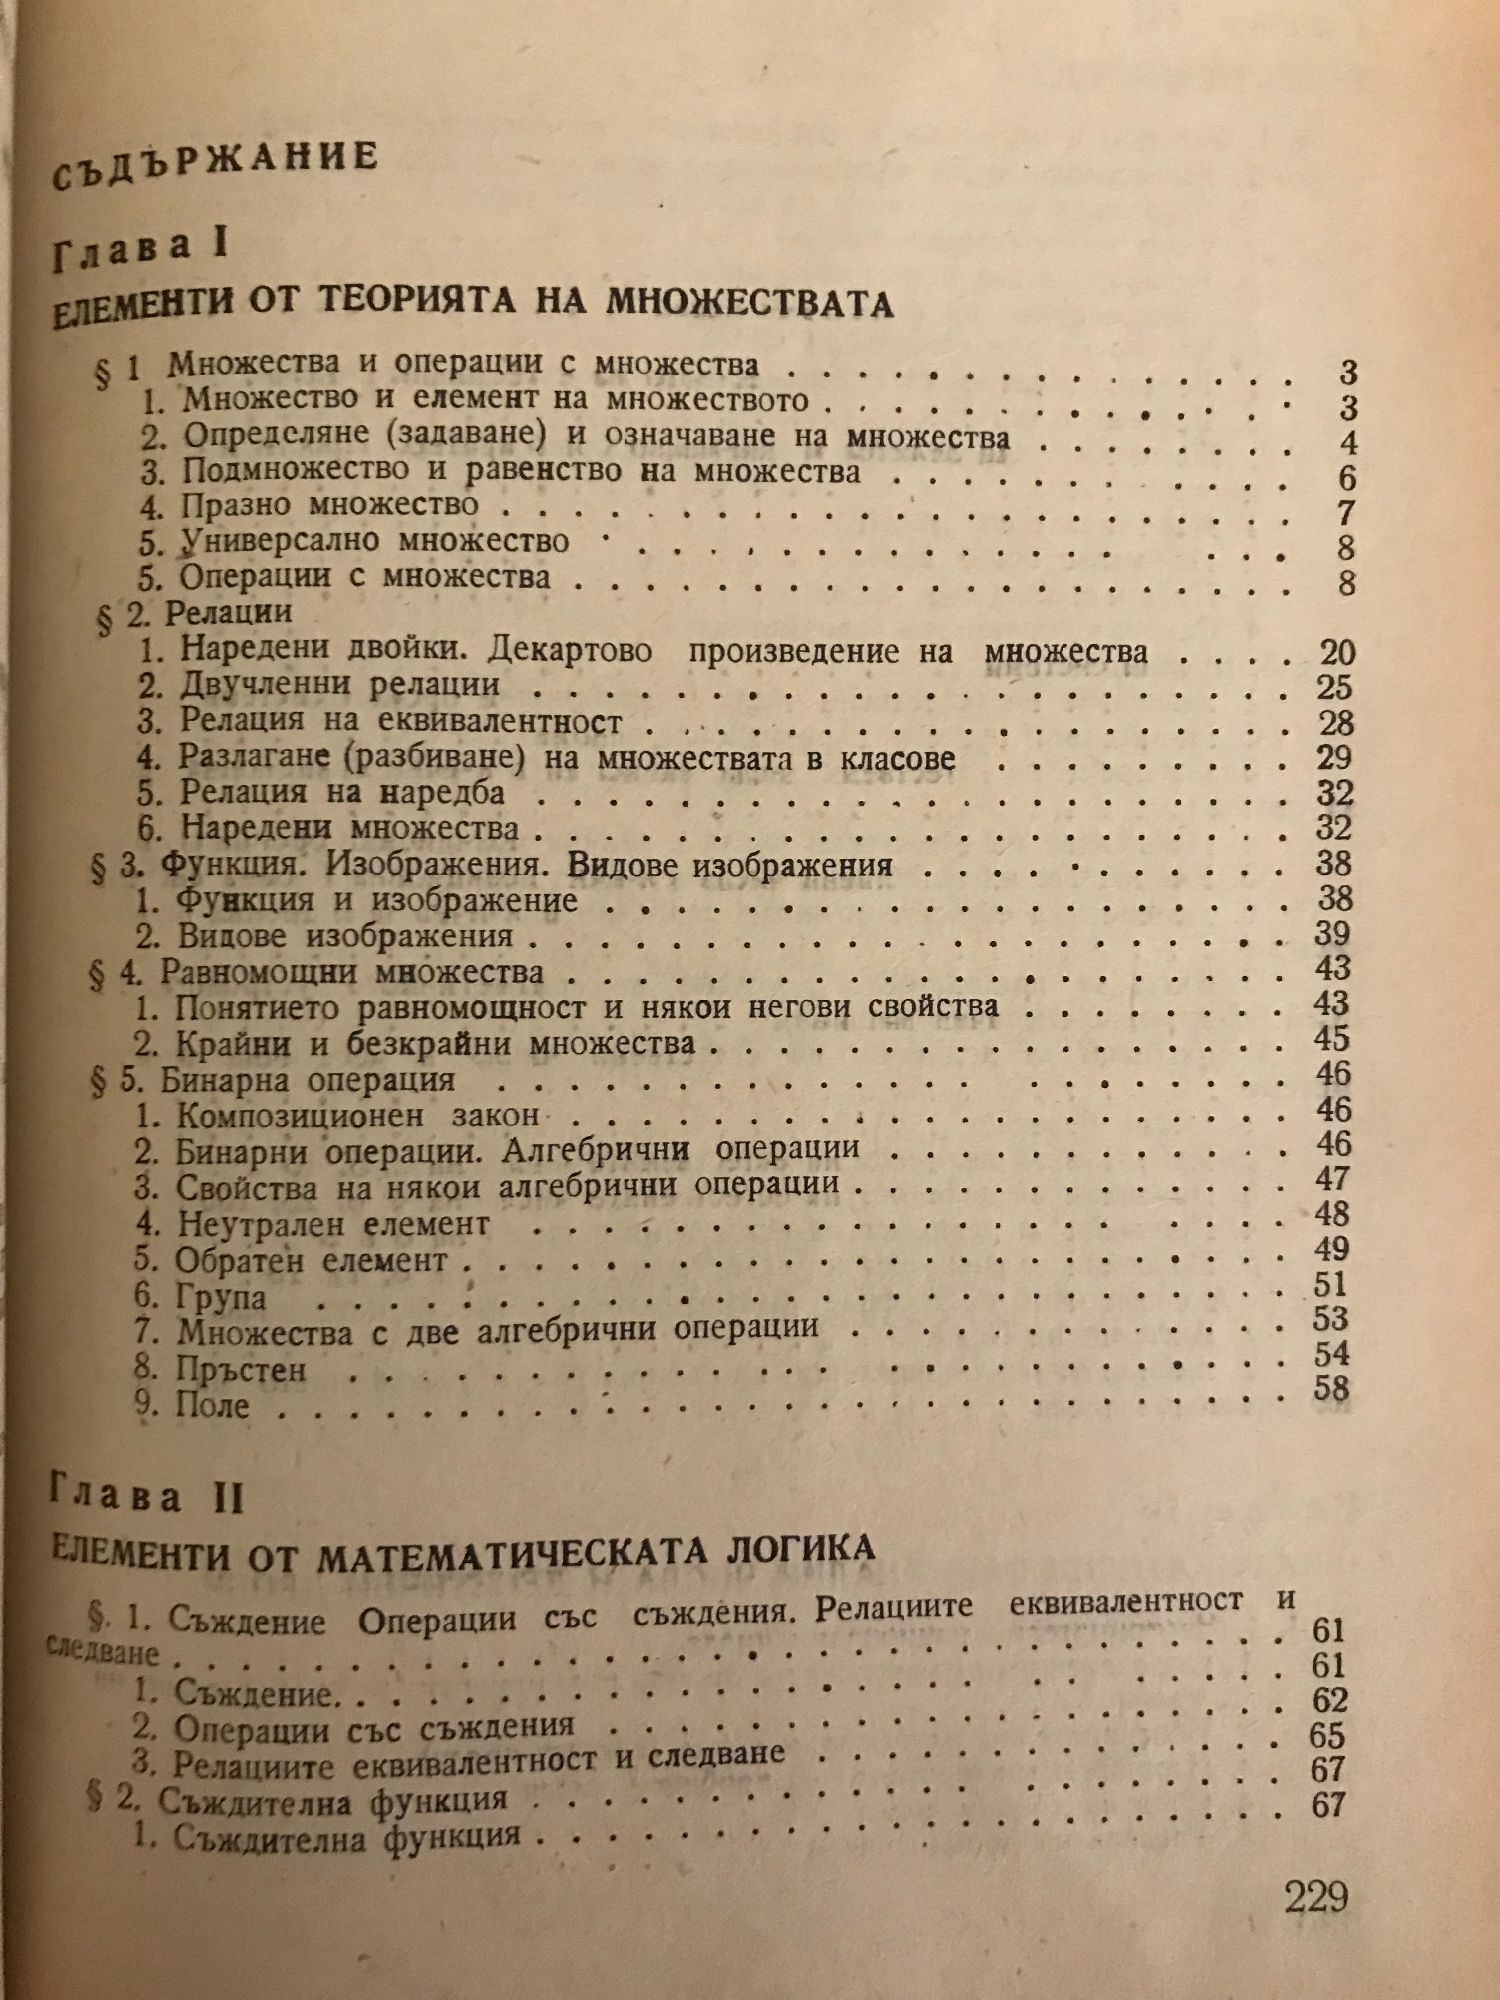 СЪДЪРЖАНИЕ
Глава I
ЕЛЕМЕНТИ ОТ ТЕОРИЯТА НА МНОЖЕСТВАТА
§ 1 Множества и операции с множества . . . . . . . . . . . . . . . 3
1. Множество и елемент на множеството . . . . . . . . . . . . . . 3
2. Определяне (задаване) и означаване на множества . . . . . . . . 4
3. Подмножество и равенство на множества . . . . . . . . . . . 6
4. Празно множество . . . . . . . . . . . . . . . . . . . . . . 7
5. Универсално множество . . . . . . . . . . . . . . . . . . 8
5. Операции с множества . . . . . . . . . . . . . . . . . . . . 8
§ 2. Релации
1. Наредени двойки. Декартово произведение на множества . . . . 20
2. Двучленни релации . . . . . . . . . . . . . . . . . . . . . 25
3. Релация на еквивалентност . . . . . . . . . . . . . . . . . . 28
4. Разлагане (разбиване) на множествата в класове . . . . . . . . . 29
5. Релация на наредба . . . . . . . . . . . . . . . . . . . . . 32
6. Наредени множества . . . . . . . . . . . . . . . . . . . . . 32
§ 3. Функция. Изображения. Видове изображения . . . . . . . . . . . 38
1. Функция и изображение . . . . . . . . . . . . . . . . . . . . 38
2. Видове изображения . . . . . . . . . . . . . . . . . . . . . . 39
§ 4. Равномощни множества . . . . . . . . . . . . . . . . . . . . . 43
1. Понятието равномощност и някои негови свойства . . . . . . . . 43
2. Крайни и безкрайни множества . . . . . . . . . . . . . . . . . 45
§ 5. Бинарна операция . . . . . . . . . . . . . . . . . . . . . 46
1. Композиционен закон . . . . . . . . . . . . . . . . . . . . 46
2. Бинарни операции. Алгебрични операции . . . . . . . . . . . . 46
3. Свойства на някои алгебрични операции . . . . . . . . . . . . . 47
4. Неутрален елемент . . . . . . . . . . . . . . . . . . . . 48
5. Обратен елемент . . . . . . . . . . . . . . . . . . . . . . . 49
6. Група . . . . . . . . . . . . . . . . . . . . . . . . . . . 51
7. Множества с две алгебрични операции . . . . . . . . . . . . . 53
8. Пръстен . . . . . . . . . . . . . . . . . . . . . . . . . 54
9. Поле . . . . . . . . . . . . . . . . . . . . . . . . . . . . 58
Глава II
ЕЛЕМЕНТИ ОТ МАТЕМАТИЧЕСКАТА ЛОГИКА
§. 1. Съждение Операции със съждения. Релациите еквивалентност и
следване . . . . . . . . . . . . . . . . . . . . . . . . . . . . . 61
1. Съждение. . . . . . . . . . . . . . . . . . . . . . . . . . 61
2. Операции със съждения . . . . . . . . . . . . . . . . . . . 62
3. Релациите еквивалентност и следване . . . . . . . . . . . . . 65
§ 2. Съждителна функция . . . . . . . . . . . . . . . . . . . . . 67
1. Съждителна функция . . . . . . . . . . . . . . . . . . . . . 67
229